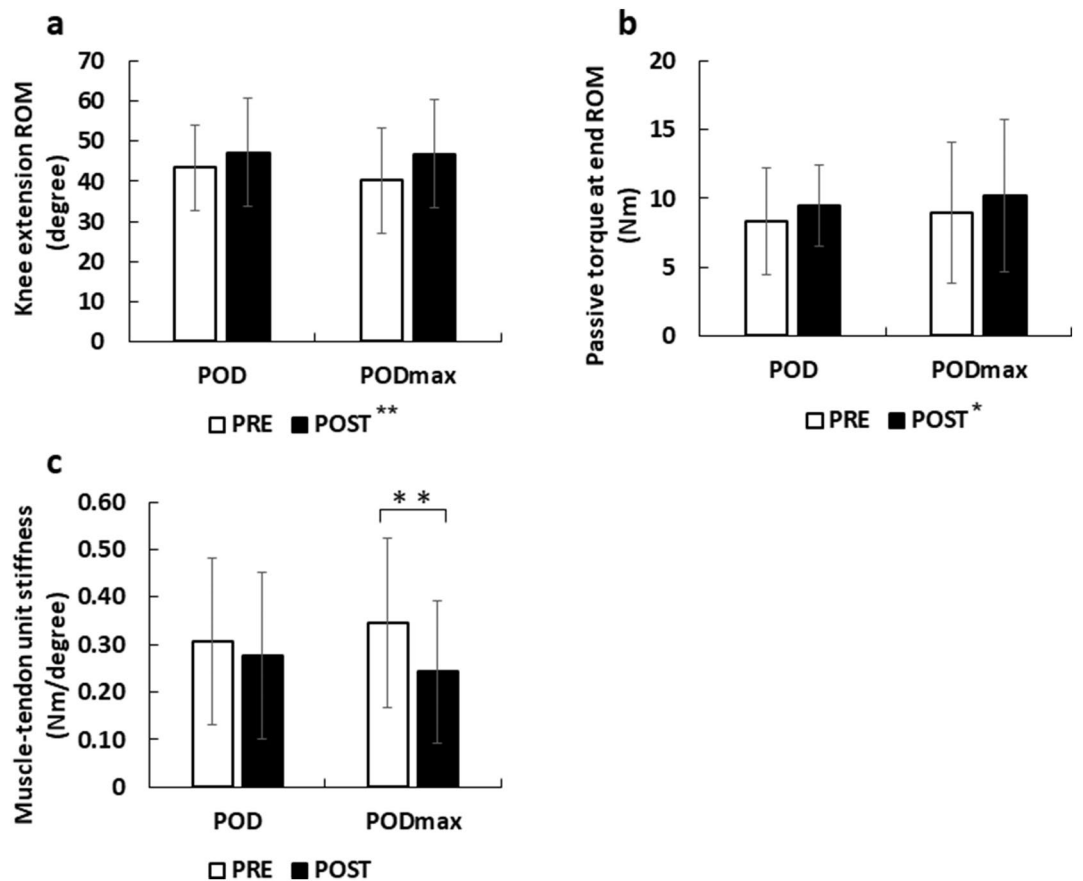 a
Knee extension ROM
(degree)
70
60
50
40
30
20
10
0
POD PODmax
PRE POST **
b
Passive torque at end ROM
(Nm)
20
15
10
5
0
POD PODmax
PRE POST *
c
Muscle-tendon unit stiffness
(Nm/degree)
0.60
0.50
0.40
0.30
0.20
0.10
0
* *
POD PODmax
PRE POST